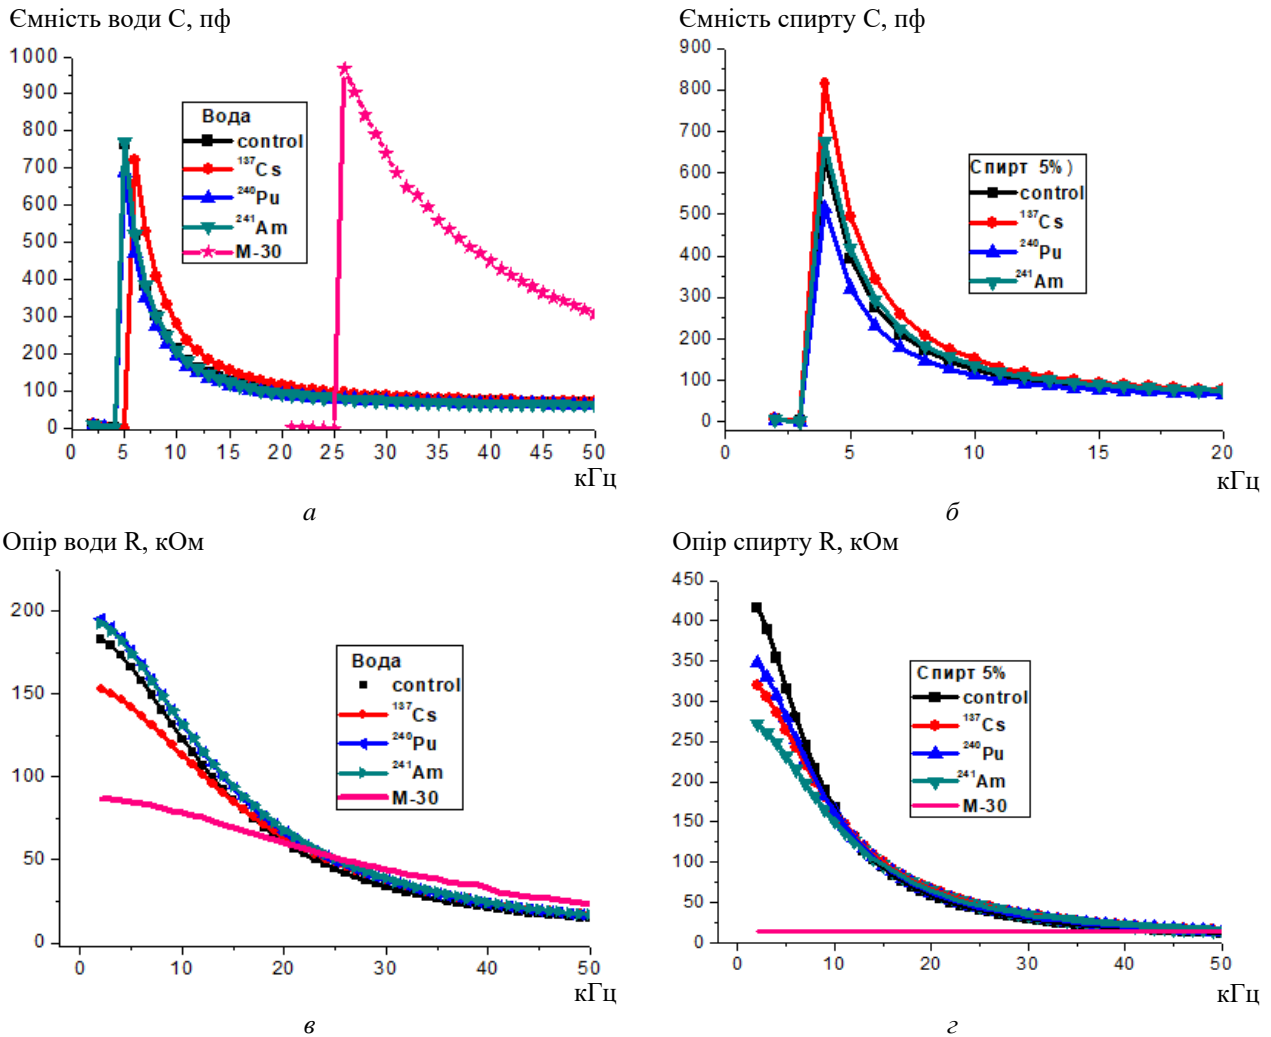 Ємність води С, пф
1000
900
800
700
600
500
400
300
200
100
0
Вода
control
¹³⁷Cs
²⁴⁰Pu
²⁴¹Am
M-30
0 5 10 15 20 25 30 35 40 45 50
кГц
а
Ємність спирту С, пф
900
800
700
600
500
400
300
200
100
0
Спирт 5%)
control
¹³⁷Cs
²⁴⁰Pu
²⁴¹Am
0 5 10 15 20
кГц
б
Опір води R, кОм
200
150
100
50
0
Вода
control
¹³⁷Cs
²⁴⁰Pu
²⁴¹Am
M-30
0 10 20 30 40 50
кГц
в
Опір спирту R, кОм
450
400
350
300
250
200
150
100
50
0
Спирт 5%
control
¹³⁷Cs
²⁴⁰Pu
²⁴¹Am
M-30
0 10 20 30 40 50
кГц
г